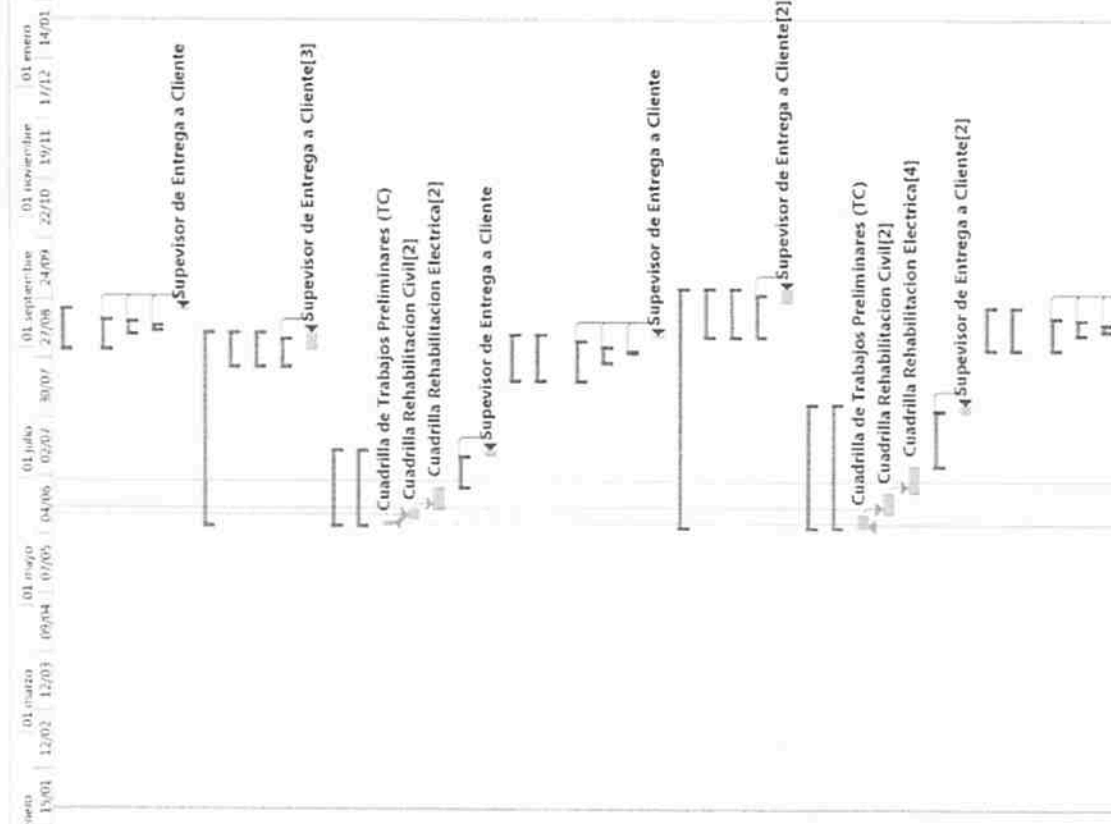 nero 01 marzo 01 mayo 01 julio 01 septiembre 01 noviembre 01 enero
15/01 12/02 12/03 09/04 07/05 04/06 02/07 30/07 27/08 24/09 22/10 19/11 17/12 14/01
Supevisor de Entrega a Cliente
Supevisor de Entrega a Cliente[3]
Cuadrilla de Trabajos Preliminares (TC)
Cuadrilla Rehabilitacion Civil[2]
Cuadrilla Rehabilitacion Electrica[2]
Supevisor de Entrega a Cliente
Supevisor de Entrega a Cliente
Supevisor de Entrega a Cliente[2]
Cuadrilla de Trabajos Preliminares (TC)
Cuadrilla Rehabilitacion Civil[2]
Cuadrilla Rehabilitacion Electrica[4]
Supevisor de Entrega a Cliente[2]